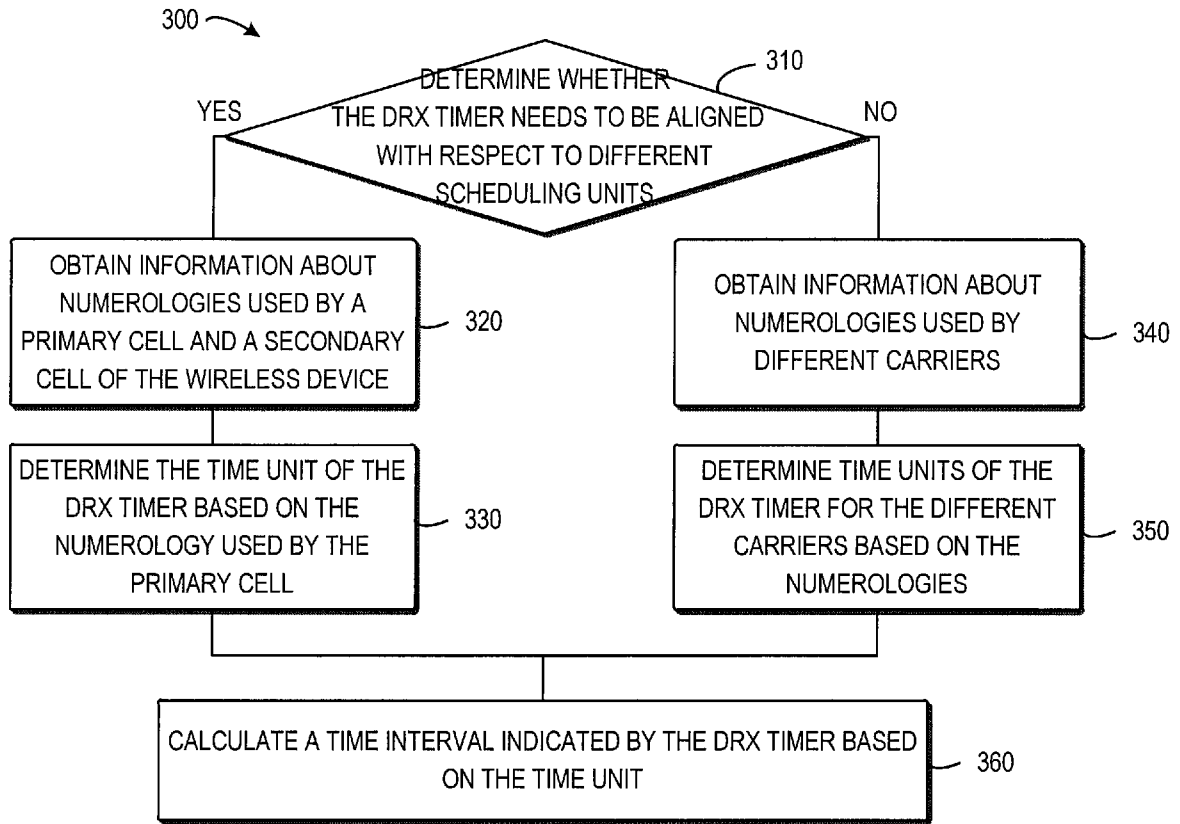 300
310
DETERMINE WHETHER
THE DRX TIMER NEEDS TO BE ALIGNED
WITH RESPECT TO DIFFERENT
SCHEDULING UNITS
YES
NO
OBTAIN INFORMATION ABOUT
NUMEROLOGIES USED BY A
PRIMARY CELL AND A SECONDARY
CELL OF THE WIRELESS DEVICE
320
OBTAIN INFORMATION ABOUT
NUMEROLOGIES USED BY
DIFFERENT CARRIERS
340
DETERMINE THE TIME UNIT OF THE
DRX TIMER BASED ON THE
NUMEROLOGY USED BY THE
PRIMARY CELL
330
DETERMINE TIME UNITS OF THE
DRX TIMER FOR THE DIFFERENT
CARRIERS BASED ON THE
NUMEROLOGIES
350
CALCULATE A TIME INTERVAL INDICATED BY THE DRX TIMER BASED
ON THE TIME UNIT
360